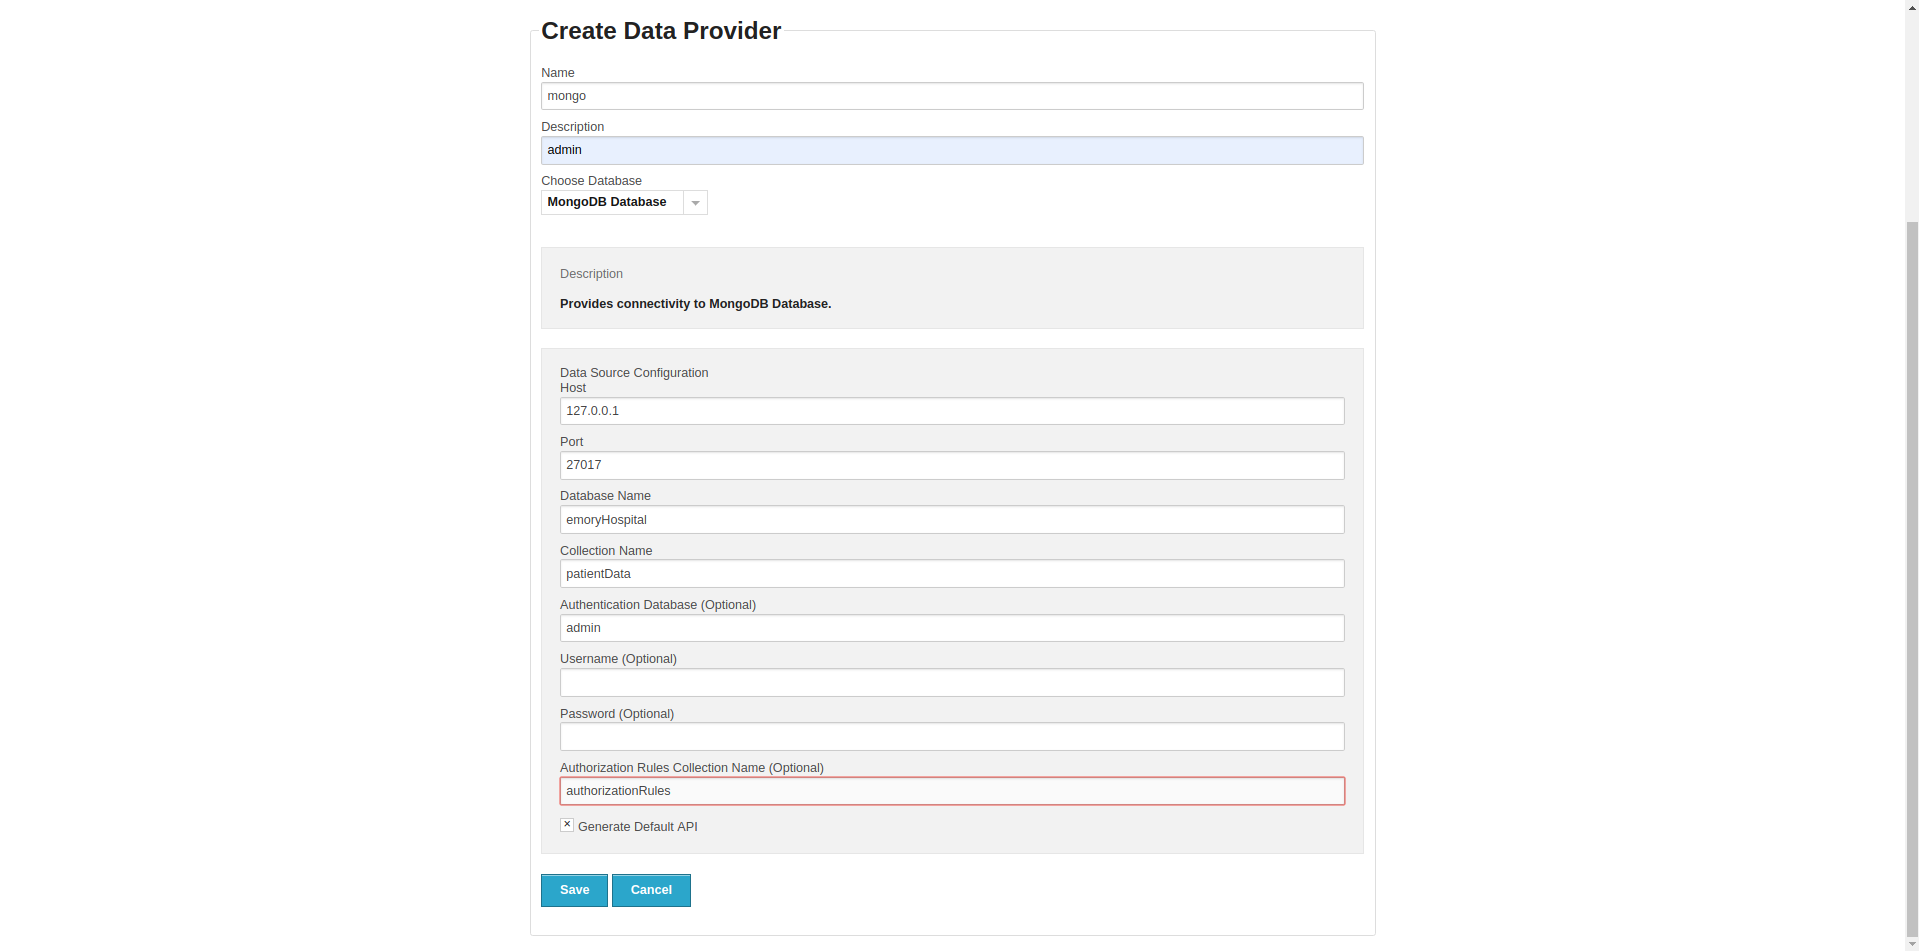 Create Data Provider
Name
mongo
Description
admin
Choose Database
MongoDB Database
Description
Provides connectivity to MongoDB Database.
Data Source Configuration
Host
127.0.0.1
Port
27017
Database Name
emoryHospital
Collection Name
patientData
Authentication Database (Optional)
admin
Username (Optional)
Password (Optional)
Authorization Rules Collection Name (Optional)
authorizationRules
Generate Default API
Save Cancel